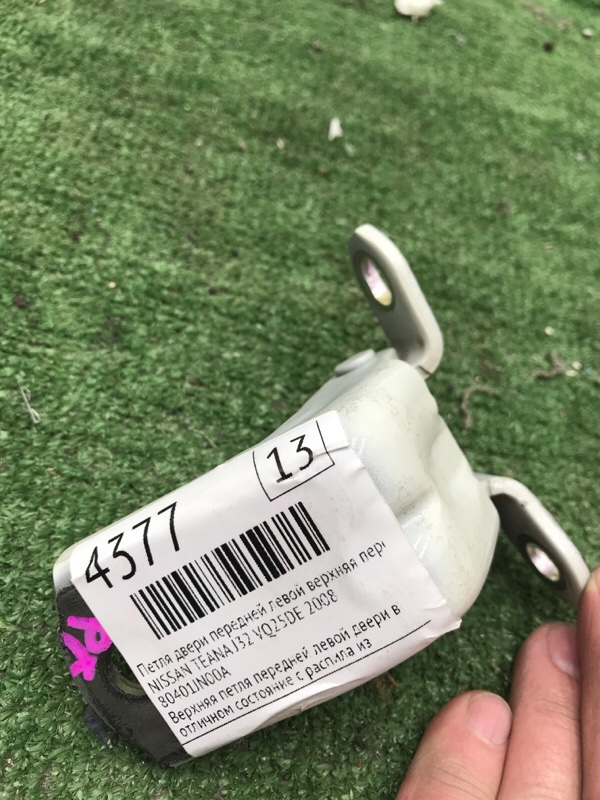 13
4377
Петля двери передней левой верхняя пер
NISSAN TEANA J32 VQ25DE 2008
80401JN00A
Верхняя петля передней левой двери в
отличном состояние с распила из